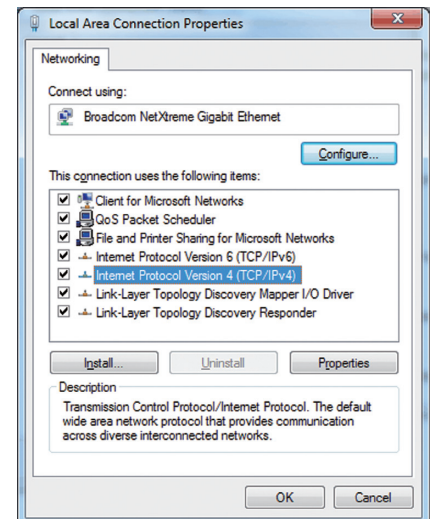 Local Area Connection Properties
Networking
Connect using:
Broadcom NetXtreme Gigabit Ethernet
Configure...
This connection uses the following items:
Client for Microsoft Networks
QoS Packet Scheduler
File and Printer Sharing for Microsoft Networks
Internet Protocol Version 6 (TCP/IPv6)
Internet Protocol Version 4 (TCP/IPv4)
Link-Layer Topology Discovery Mapper I/O Driver
Link-Layer Topology Discovery Responder
Install... Uninstall Properties
Description
Transmission Control Protocol/Internet Protocol. The default
wide area network protocol that provides communication
across diverse interconnected networks.
OK Cancel